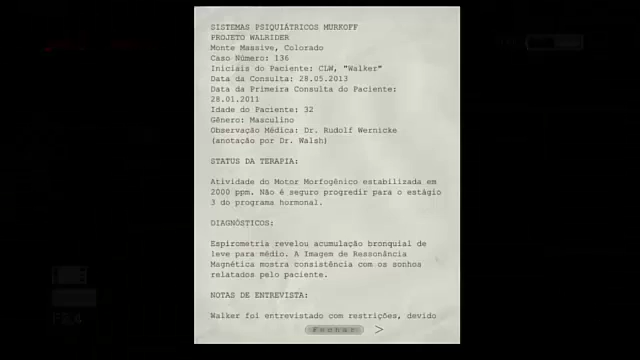 SISTEMAS PSIQUIÁTRICOS MURKOFF
PROJETO WALRIDER
Monte Massive, Colorado
Caso Número: 136
Iniciais do Paciente: CLW, "Walker"
Data da Consulta: 28.05.2013
Data da Primeira Consulta do Paciente:
28.01.2011
Idade do Paciente: 32
Gênero: Masculino
Observação Médica: Dr. Rudolf Wernicke
(anotação por Dr. Walsh)
STATUS DA TERAPIA:
Atividade do Motor Morfogênico estabilizada em
2000 ppm. Não é seguro progredir para o estágio
3 do programa hormonal.
DIAGNÓSTICOS:
Espirometria revelou acumulação bronquial de
leve para médio. A Imagem de Ressonância
Magnética mostra consistência com os sonhos
relatados pelo paciente.
NOTAS DE ENTREVISTA:
Walker foi entrevistado com restrições, devido
Fechar >